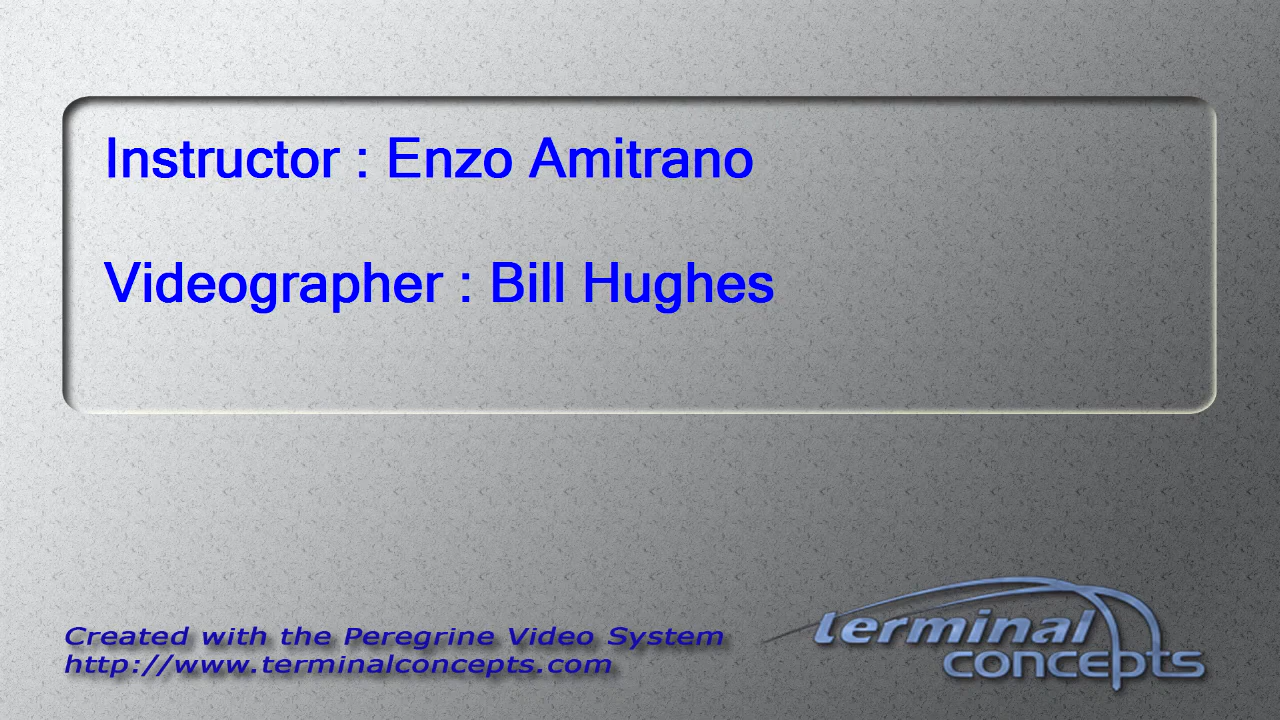 Instructor : Enzo Amitrano
Videographer : Bill Hughes
Created with the Peregrine Video System
http://www.terminalconcepts.com
terminal
concepts